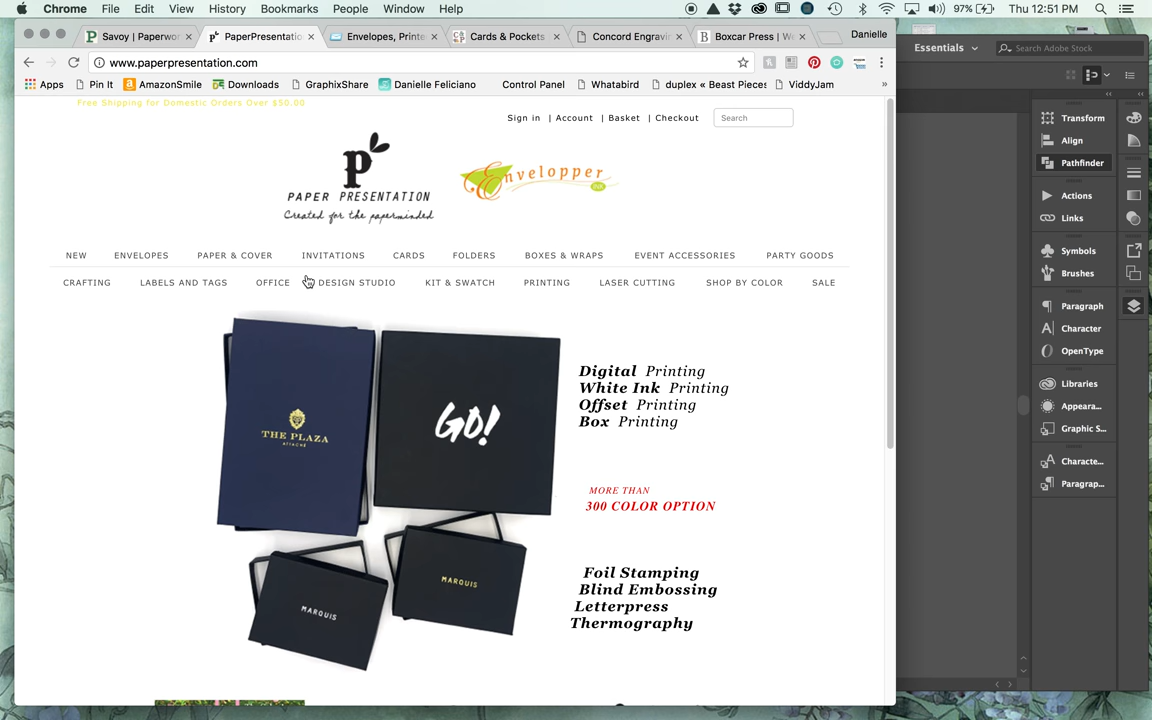 Chrome File Edit View History Bookmarks People Window Help 97% Thu 12:51 PM
Savoy | Paperwor × PaperPresentatio × Envelopes, Printe × Cards & Pockets × Concord Engravin × Boxcar Press | We × Danielle
Essentials Search Adobe Stock
www.paperpresentation.com
Apps Pin It AmazonSmile Downloads GraphixShare Danielle Feliciano Control Panel Whatabird duplex « Beast Pieces ViddyJam »
Free Shipping for Domestic Orders Over $50.00
Sign in | Account | Basket | Checkout Search
P
PAPER PRESENTATION
Created for the paperminded
Envelopper
NEW ENVELOPES PAPER & COVER INVITATIONS CARDS FOLDERS BOXES & WRAPS EVENT ACCESSORIES PARTY GOODS
CRAFTING LABELS AND TAGS OFFICE DESIGN STUDIO KIT & SWATCH PRINTING LASER CUTTING SHOP BY COLOR SALE
THE PLAZA
GO!
MARQUIS
MARQUIS
Digital Printing
White Ink Printing
Offset Printing
Box Printing
MORE THAN
300 COLOR OPTION
Foil Stamping
Blind Embossing
Letterpress
Thermography
Transform
Align
Pathfinder
Actions
Links
Symbols
Brushes
Paragraph
Character
OpenType
Libraries
Appeara...
Graphic S...
Characte...
Paragrap...